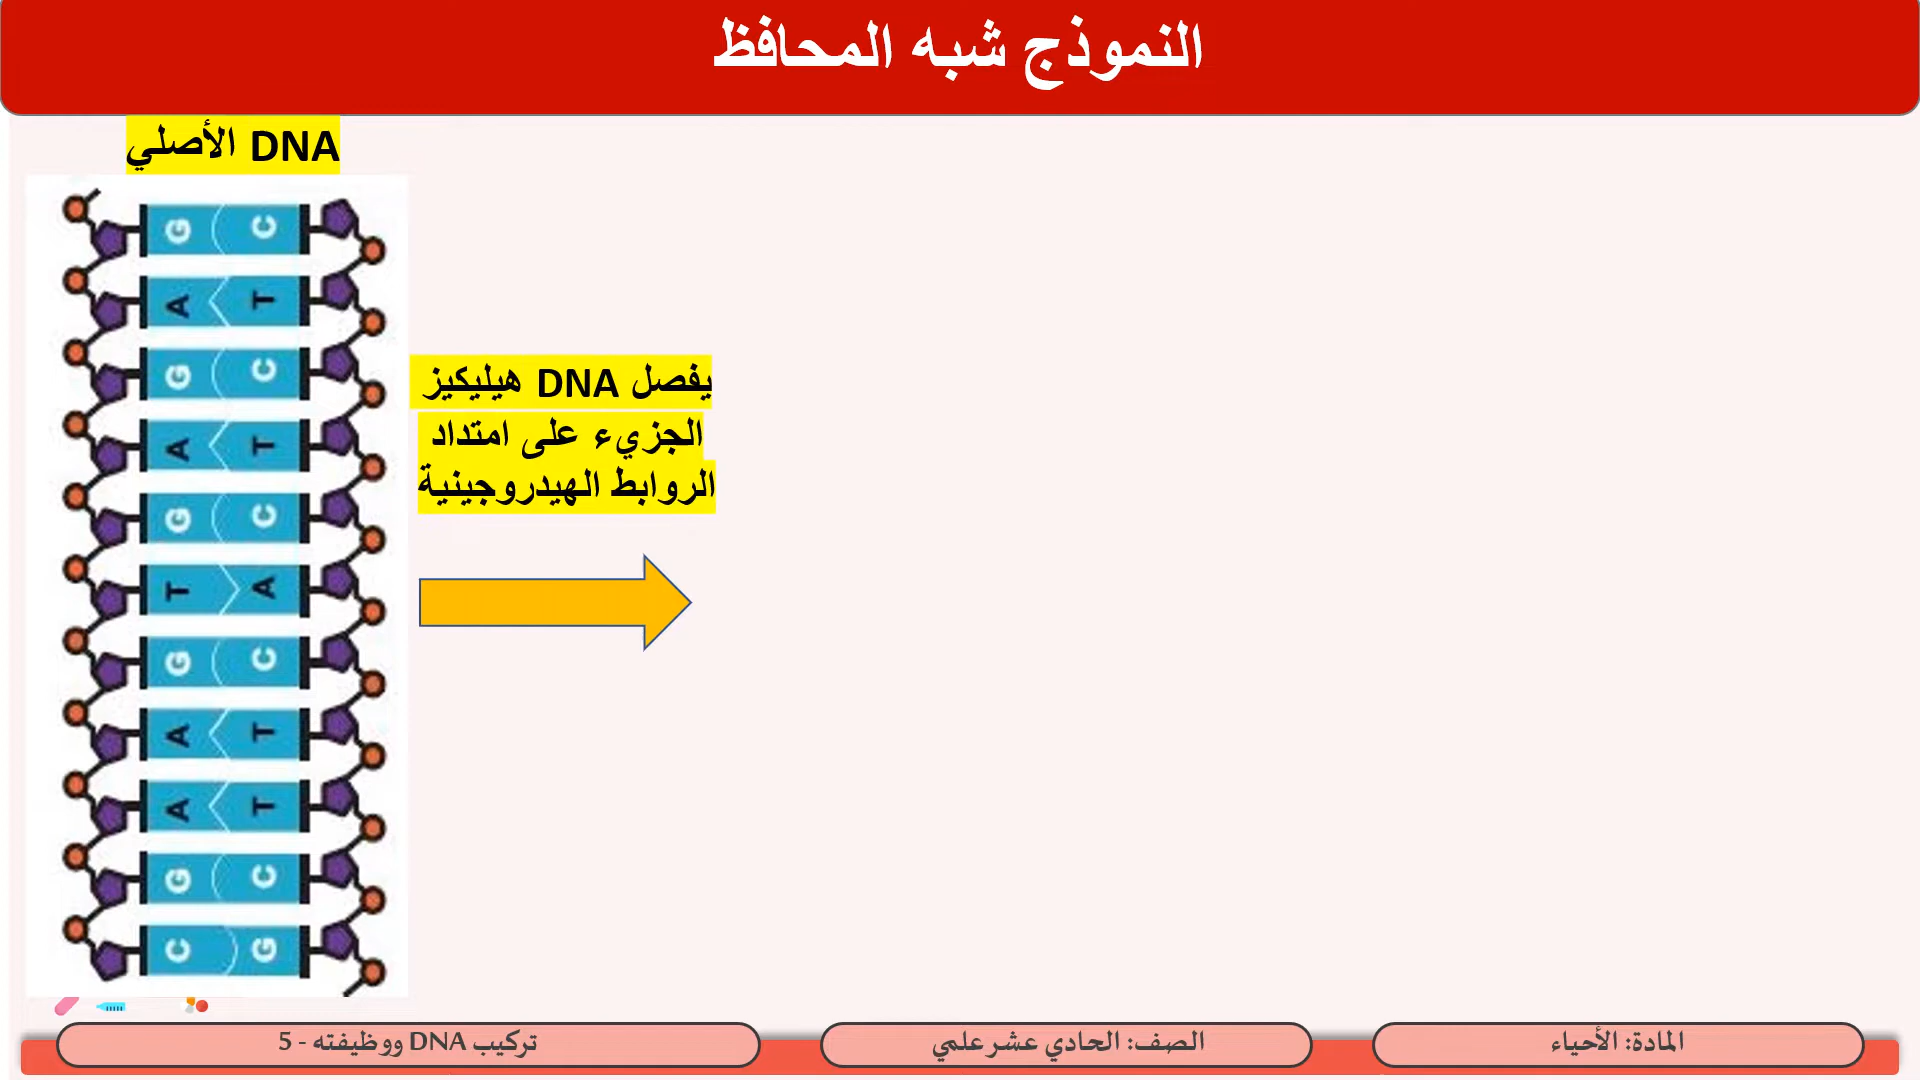 النموذج شبه المحافظ
DNA الأصلي
G C
A T
G C
A T
G C
T A
G C
A T
A T
G C
C G
يفصل DNA هيليكيز
الجزيء على امتداد
الروابط الهيدروجينية
المادة: الأحياء
الصف: الحادي عشر علمي
تركيب DNA ووظيفته - 5